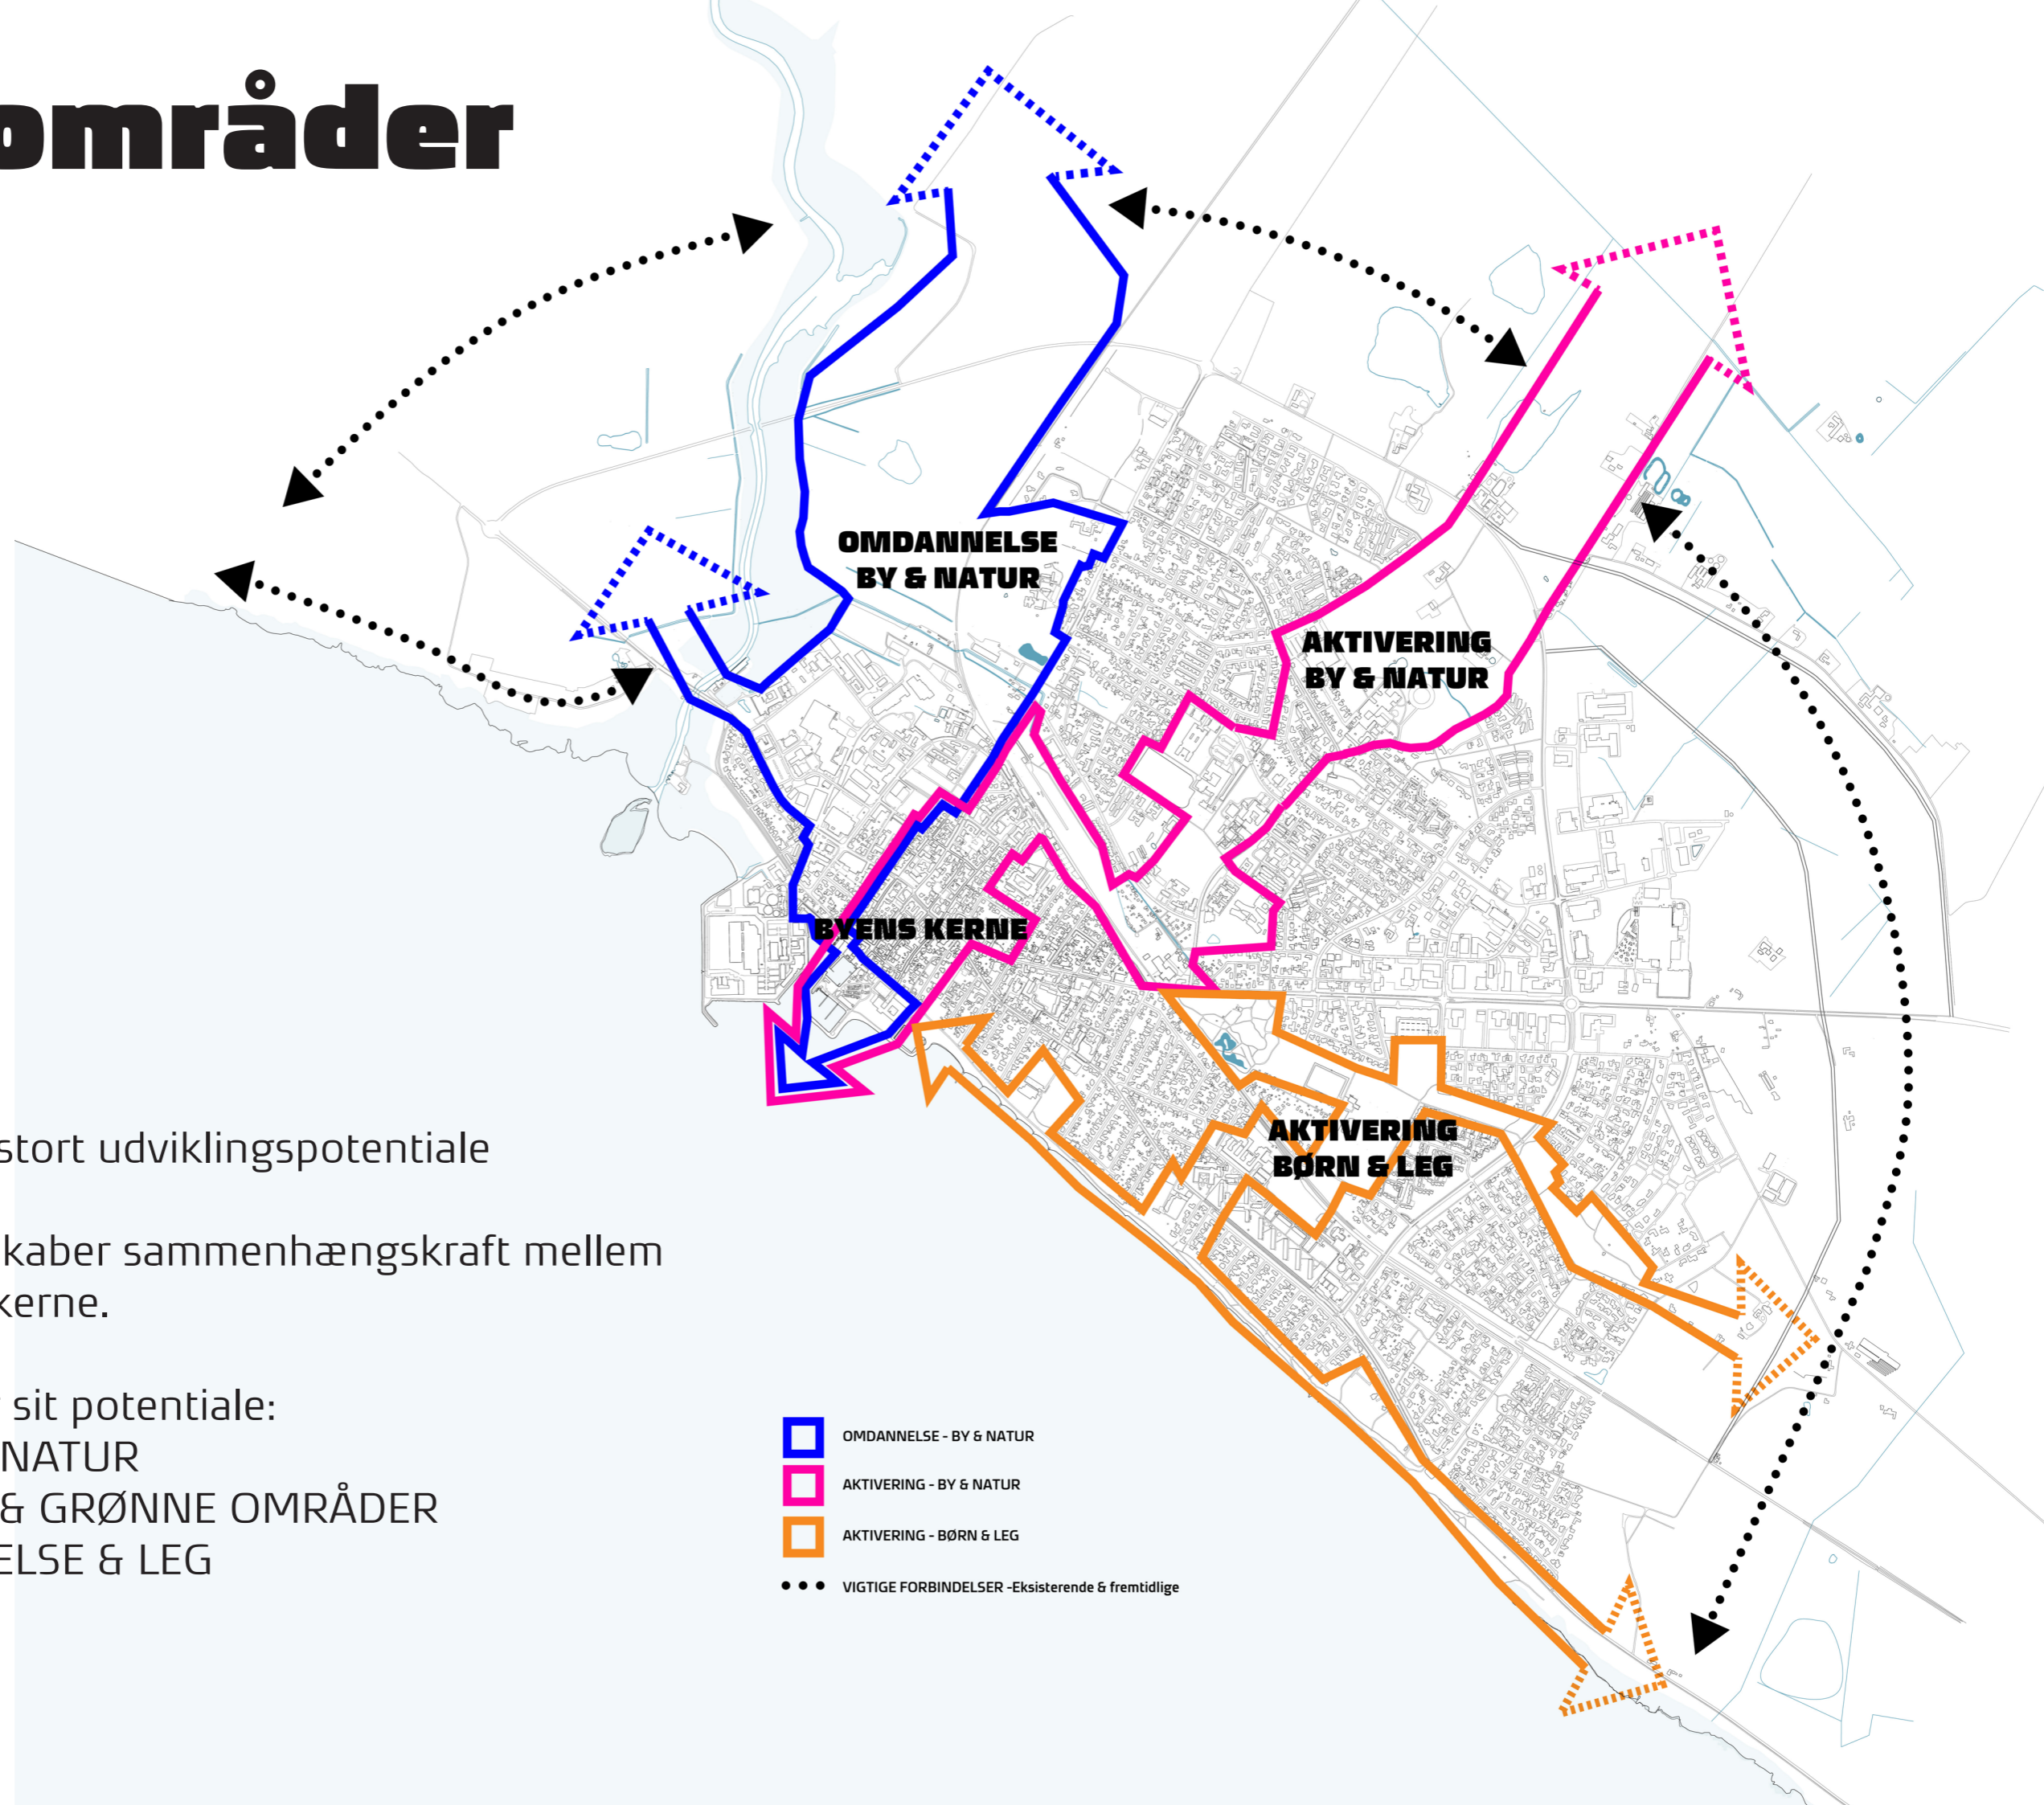 områder
OMDANNELSE
BY & NATUR
AKTIVERING
BY & NATUR
BYENS KERNE
AKTIVERING
BØRN & LEG
stort udviklingspotentiale
kaber sammenhængskraft mellem
kerne.
sit potentiale:
NATUR
& GRØNNE OMRÅDER
ELSE & LEG
OMDANNELSE - BY & NATUR
AKTIVERING - BY & NATUR
AKTIVERING - BØRN & LEG
VIGTIGE FORBINDELSER -Eksisterende & fremtidlige